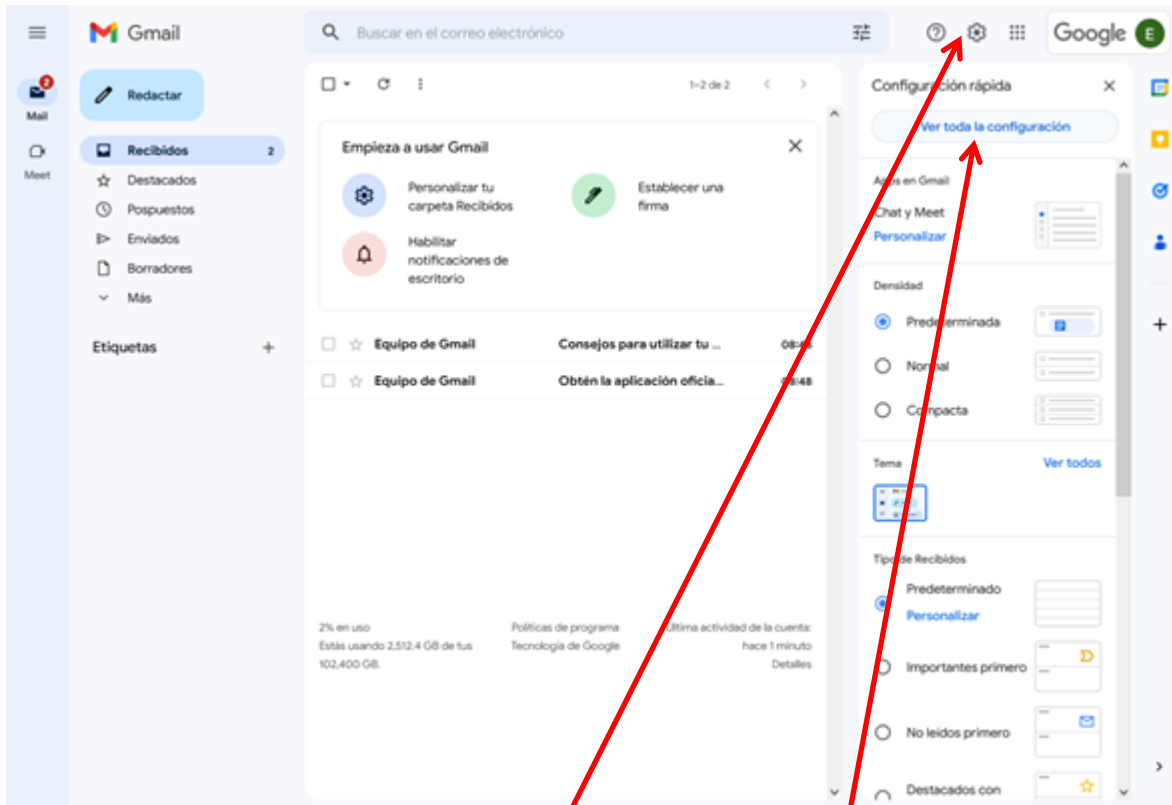 Gmail
Buscar en el correo electrónico
Google
E
2
Mail
Meet
Redactar
Recibidos 2
Destacados
Pospuestos
Enviados
Borradores
Más
Etiquetas
1–2 de 2
Empieza a usar Gmail
Personalizar tu
carpeta Recibidos
Establecer una
firma
Habilitar
notificaciones de
escritorio
Equipo de Gmail Consejos para utilizar tu ... 08:48
Equipo de Gmail Obtén la aplicación oficia... 08:48
2% en uso
Estás usando 2,512.4 GB de tus
102,400 GB.
Políticas de programa
Tecnología de Google
Última actividad de la cuenta:
hace 1 minuto
Detalles
Configuración rápida
Ver toda la configuración
Apps en Gmail
Chat y Meet
Personalizar
Densidad
Predeterminada
Normal
Compacta
Tema Ver todos
Tipo de Recibidos
Predeterminado
Personalizar
Importantes primero
No leídos primero
Destacados con